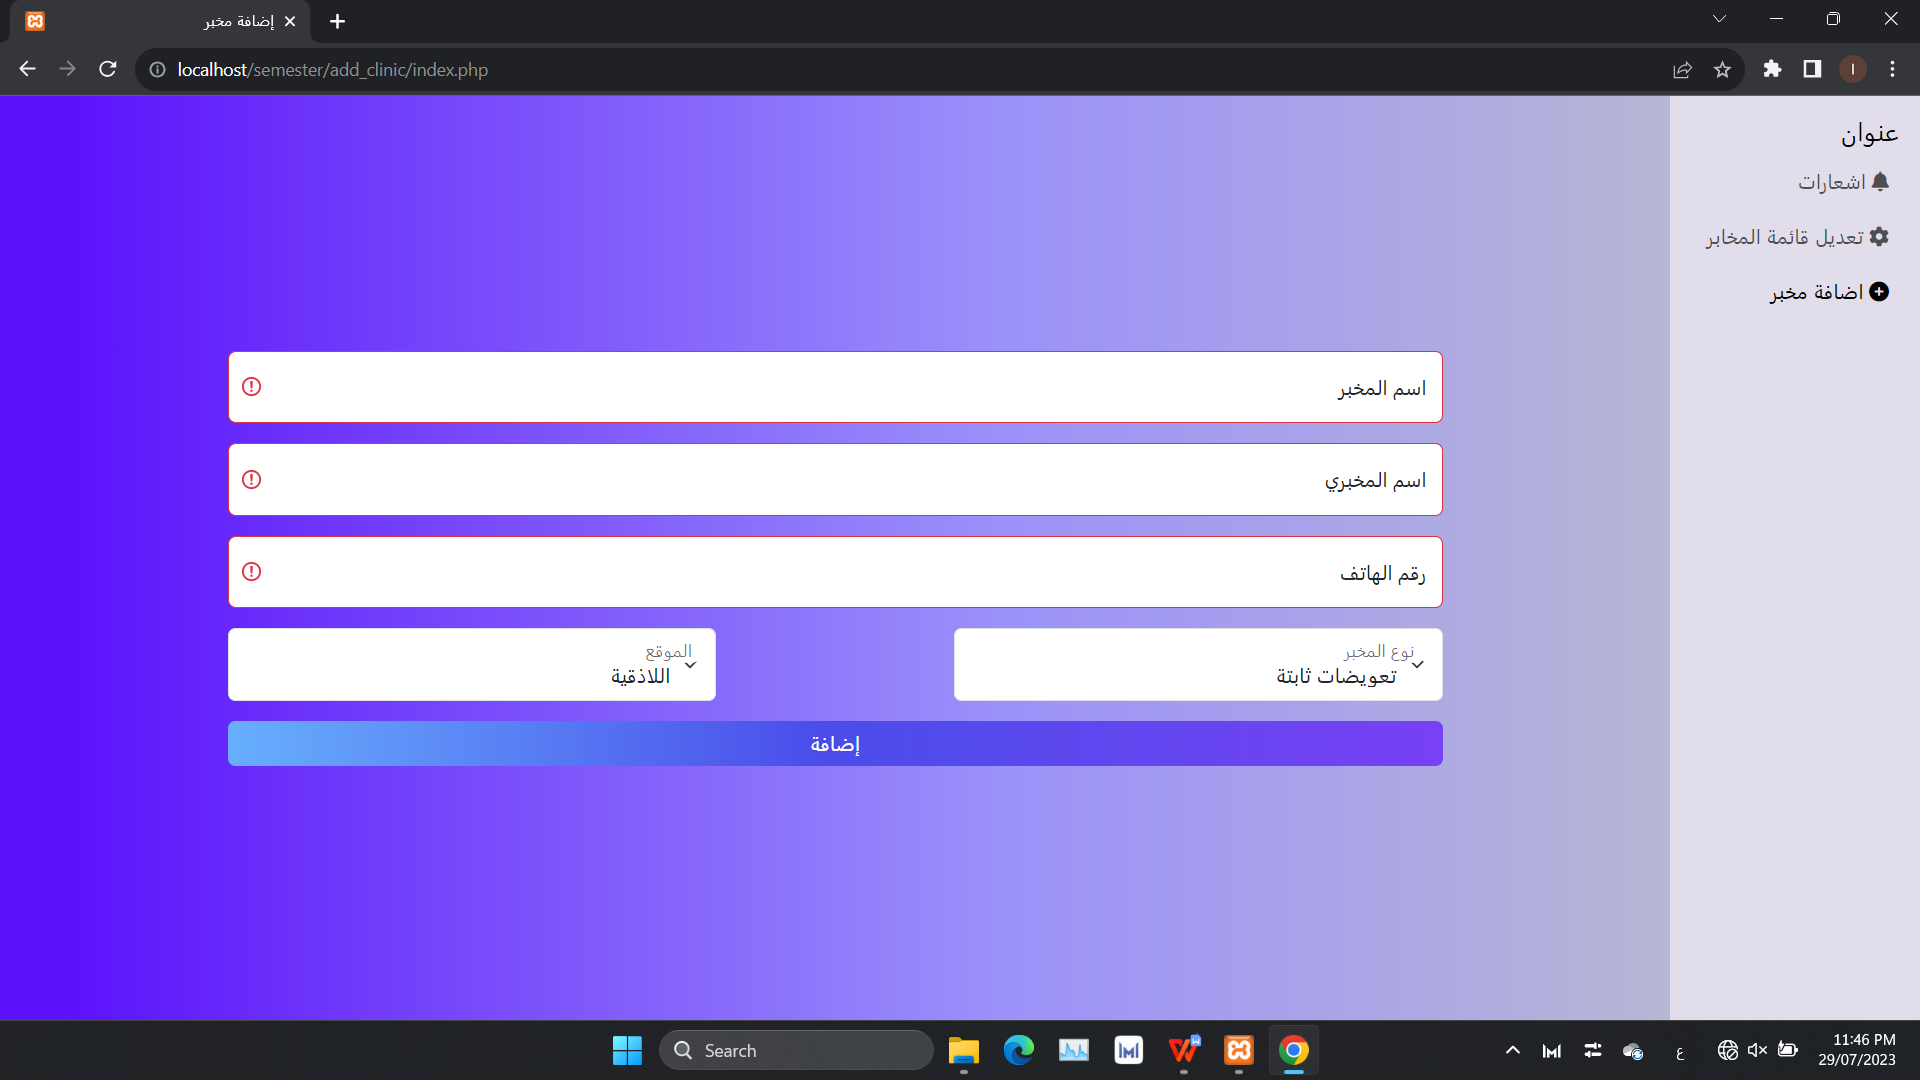 إضافة مخبر
localhost/semester/add_clinic/index.php
I
عنوان
اشعارات
تعديل قائمة المخابر
اضافة مخبر
اسم المخبر
اسم المخبري
رقم الهاتف
نوع المخبر
تعويضات ثابتة
الموقع
اللاذقية
إضافة
Search
ع
11:46 PM
29/07/2023